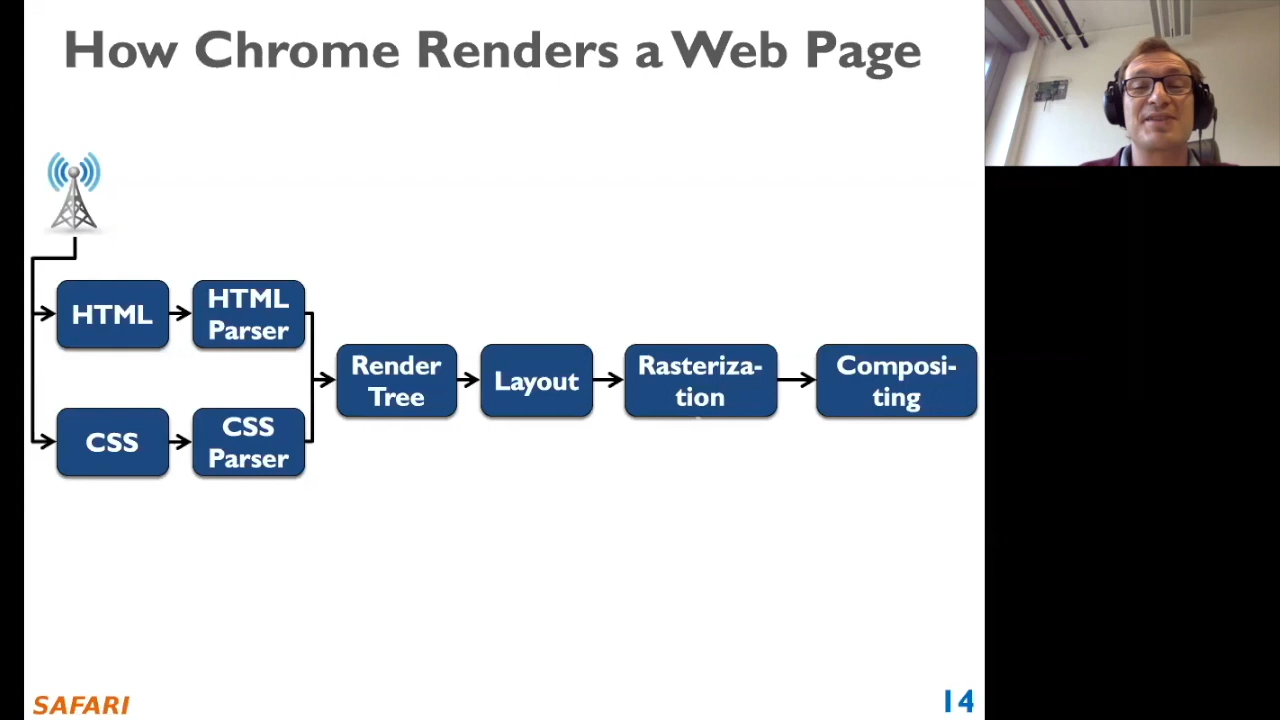 How Chrome Renders a Web Page
HTML
HTML
Parser
CSS
CSS
Parser
Render
Tree
Layout
Rasteriza-
tion
Composi-
ting
SAFARI
14